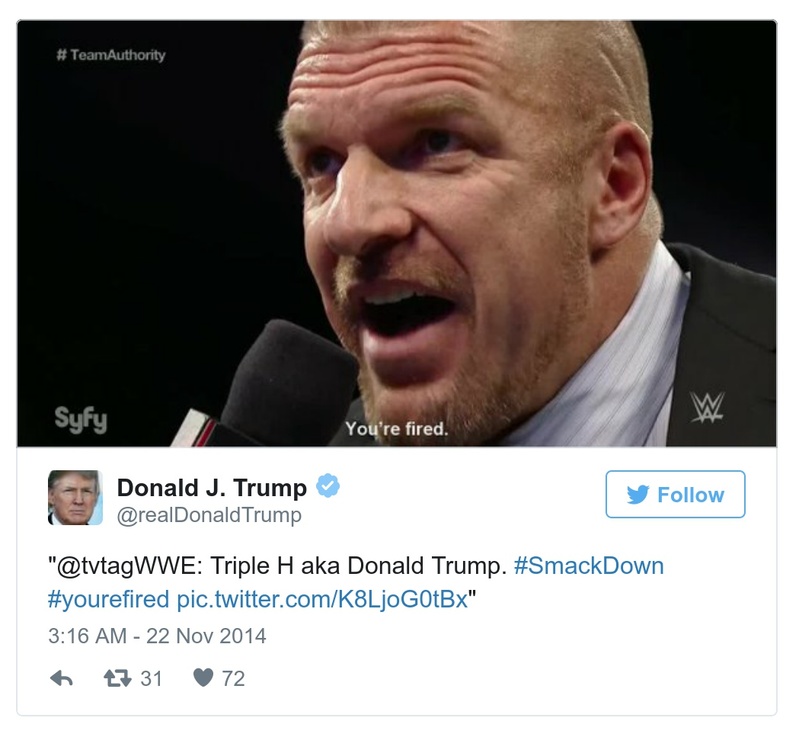 # TeamAuthority
Syfy
You're fired.
W
Donald J. Trump
@realDonaldTrump
Follow
"@tvtagWWE: Triple H aka Donald Trump. #SmackDown
#yourefired pic.twitter.com/K8LjoG0tBx"
3:16 AM - 22 Nov 2014
31 72